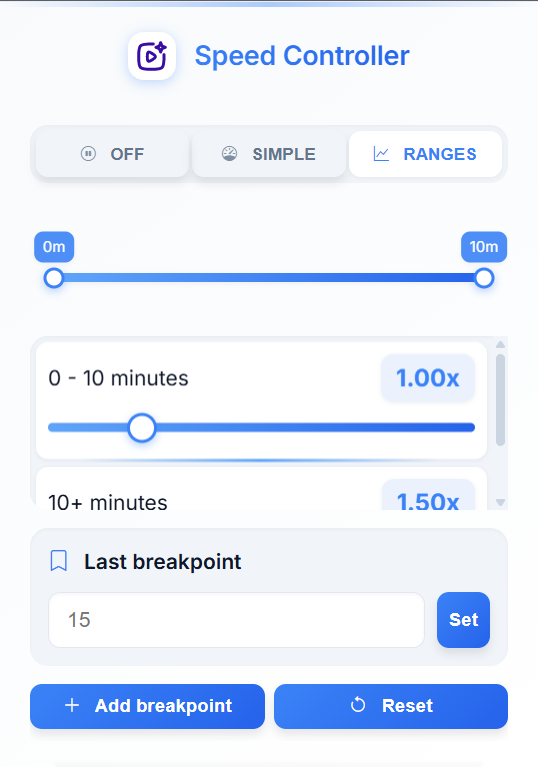 Speed Controller
OFF SIMPLE RANGES
0m 10m
0 - 10 minutes 1.00x
10+ minutes 1.50x
Last breakpoint
15 Set
Add breakpoint Reset